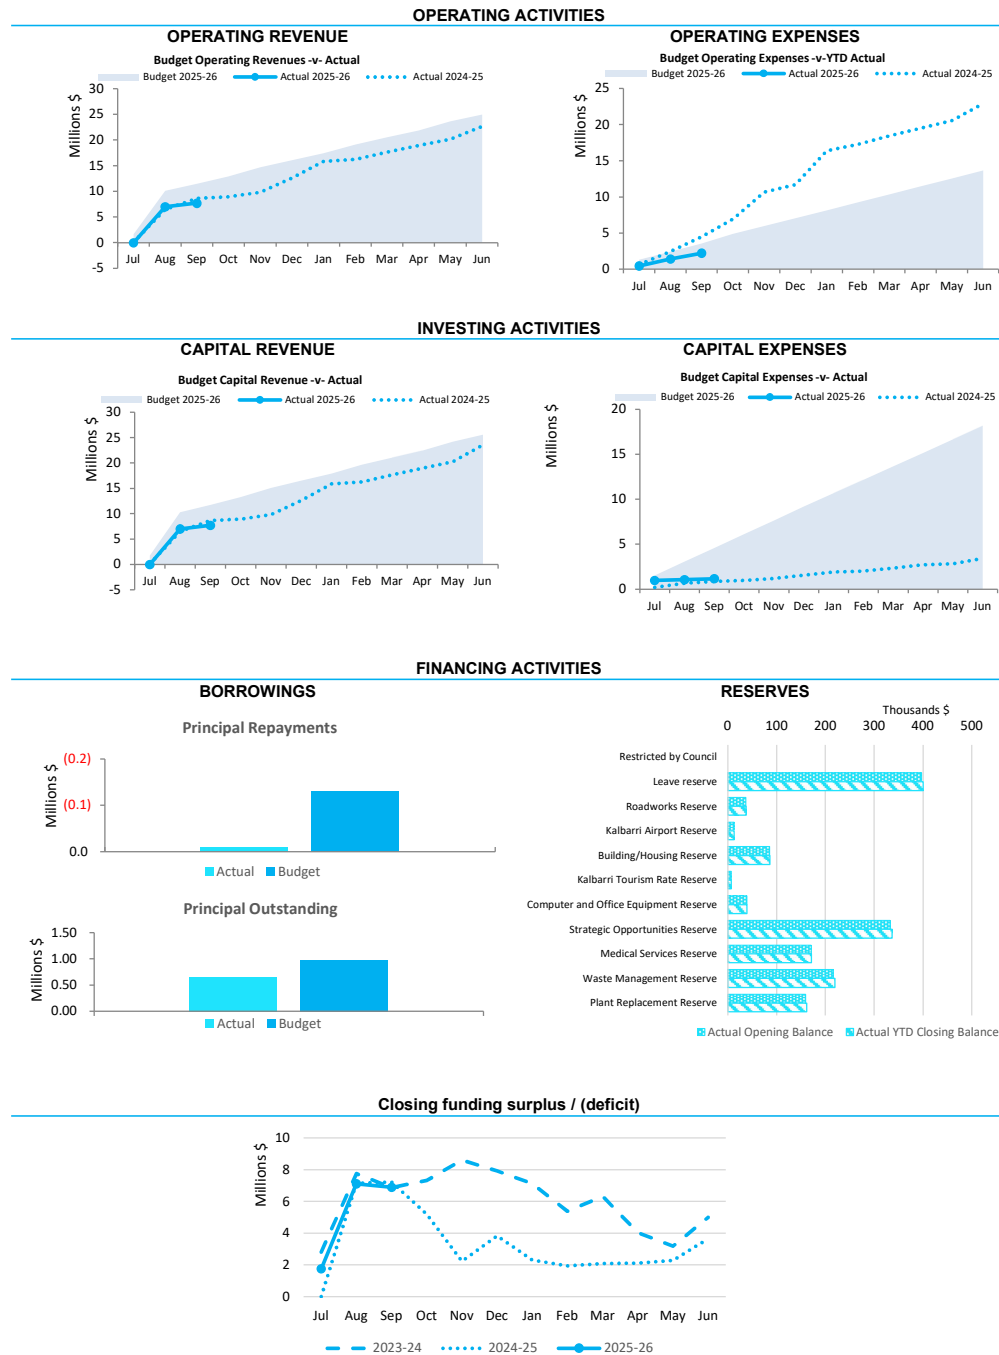 OPERATING ACTIVITIES
OPERATING REVENUE
Budget Operating Revenues -v- Actual
Budget 2025-26
Actual 2025-26
Actual 2024-25
Millions $
30
25
20
15
10
5
0
-5
Jul Aug Sep Oct Nov Dec Jan Feb Mar Apr May Jun
OPERATING EXPENSES
Budget Operating Expenses -v-YTD Actual
Budget 2025-26
Actual 2025-26
Actual 2024-25
Millions $
25
20
15
10
5
0
Jul Aug Sep Oct Nov Dec Jan Feb Mar Apr May Jun
INVESTING ACTIVITIES
CAPITAL REVENUE
Budget Capital Revenue -v- Actual
Budget 2025-26
Actual 2025-26
Actual 2024-25
Millions $
30
25
20
15
10
5
0
-5
Jul Aug Sep Oct Nov Dec Jan Feb Mar Apr May Jun
CAPITAL EXPENSES
Budget Capital Expenses -v- Actual
Budget 2025-26
Actual 2025-26
Actual 2024-25
Millions $
20
15
10
5
0
Jul Aug Sep Oct Nov Dec Jan Feb Mar Apr May Jun
FINANCING ACTIVITIES
BORROWINGS
Principal Repayments
Millions $
(0.2)
(0.1)
0.0
Actual Budget
Principal Outstanding
Millions $
1.50
1.00
0.50
0.00
Actual Budget
RESERVES
Thousands $
0 100 200 300 400 500
Restricted by Council
Leave reserve
Roadworks Reserve
Kalbarri Airport Reserve
Building/Housing Reserve
Kalbarri Tourism Rate Reserve
Computer and Office Equipment Reserve
Strategic Opportunities Reserve
Medical Services Reserve
Waste Management Reserve
Plant Replacement Reserve
Actual Opening Balance Actual YTD Closing Balance
Closing funding surplus / (deficit)
Millions $
10
8
6
4
2
0
Jul Aug Sep Oct Nov Dec Jan Feb Mar Apr May Jun
2023-24 2024-25 2025-26